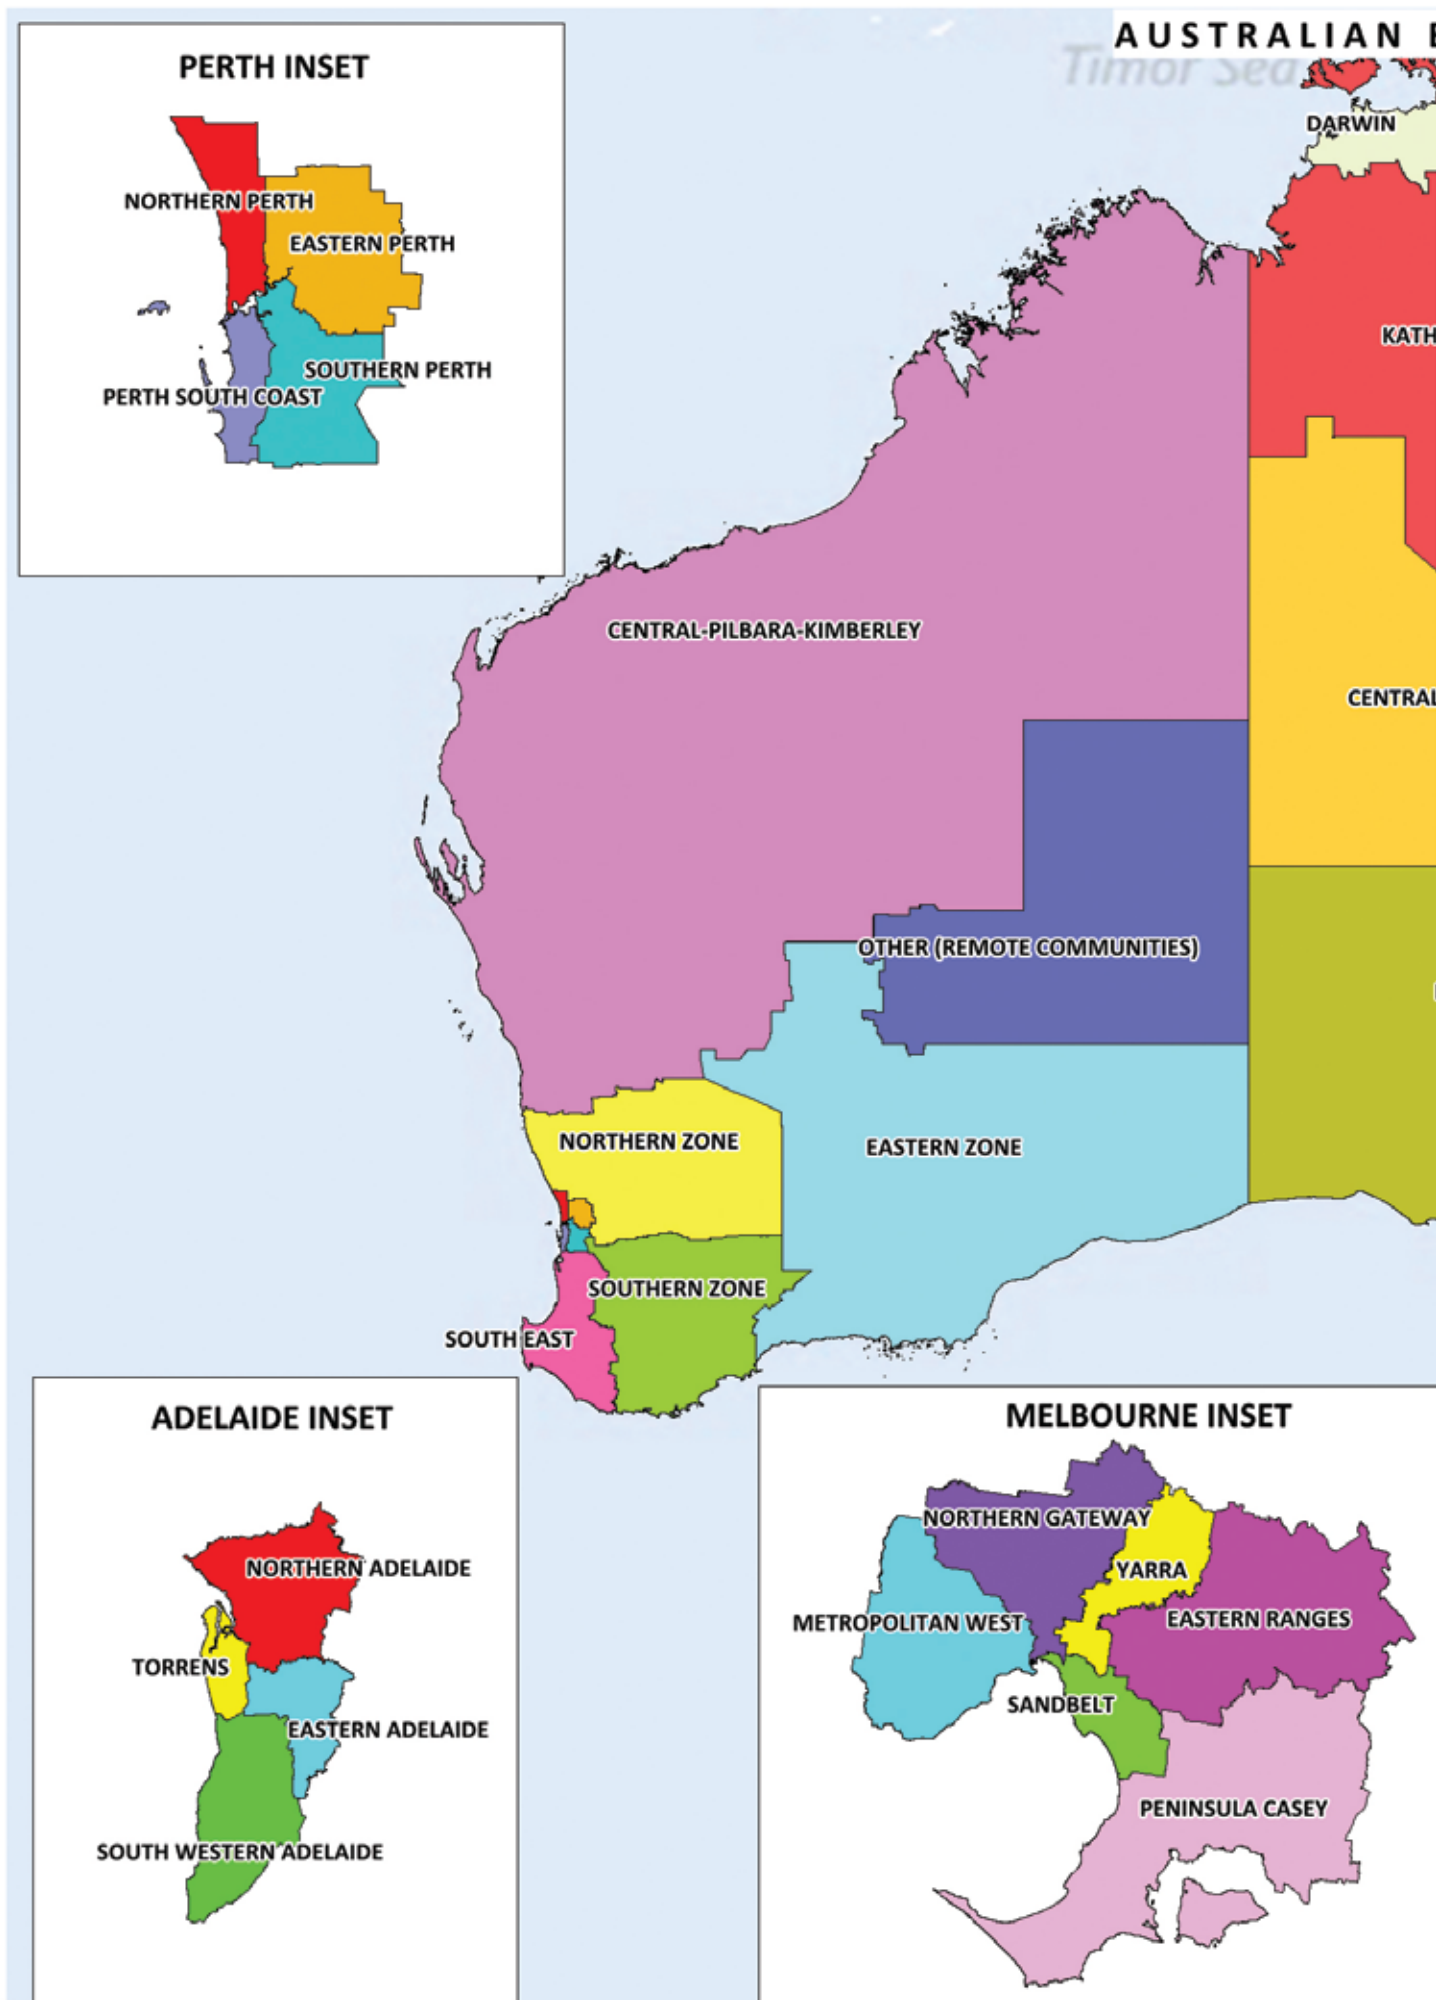 AUSTRALIAN
Timor Sea
PERTH INSET
NORTHERN PERTH
EASTERN PERTH
SOUTHERN PERTH
PERTH SOUTH COAST
DARWIN
KATH
CENTRAL-PILBARA-KIMBERLEY
CENTRAL
OTHER (REMOTE COMMUNITIES)
NORTHERN ZONE
EASTERN ZONE
SOUTHERN ZONE
SOUTH EAST
ADELAIDE INSET
NORTHERN ADELAIDE
TORRENS
EASTERN ADELAIDE
SOUTH WESTERN ADELAIDE
MELBOURNE INSET
NORTHERN GATEWAY
YARRA
METROPOLITAN WEST
EASTERN RANGES
SANDBELT
PENINSULA CASEY